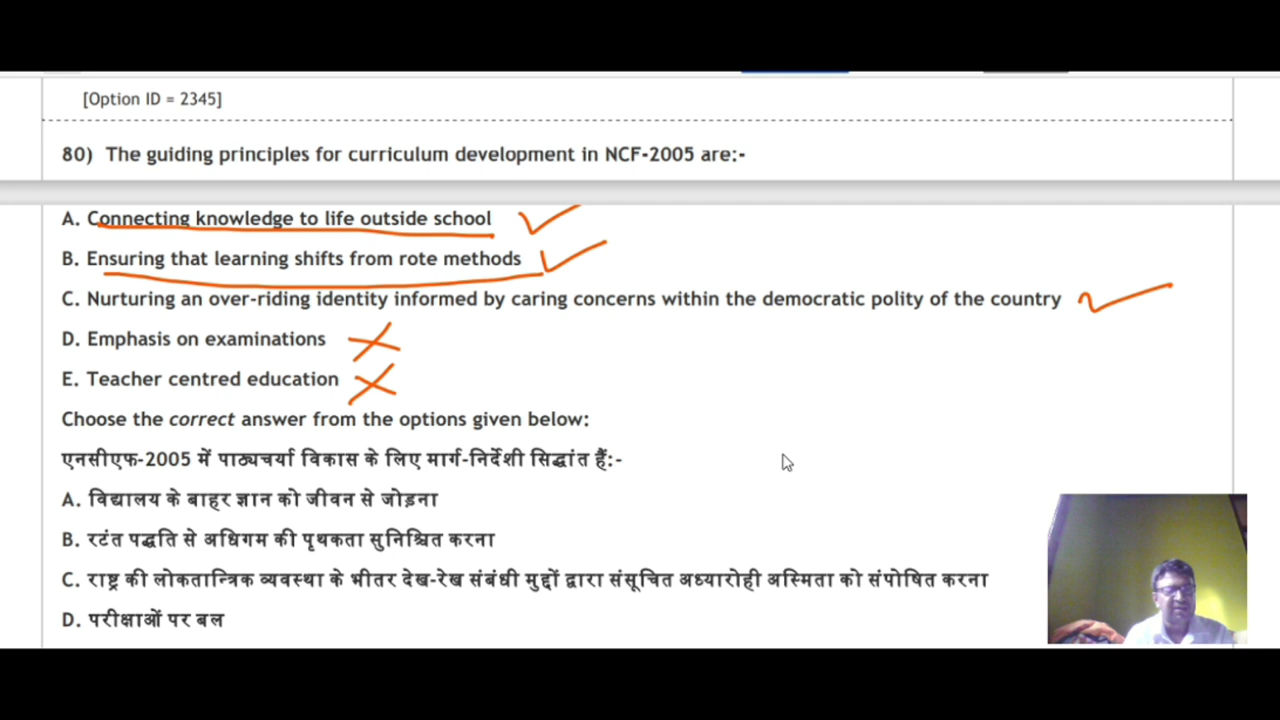 [Option ID = 2345]
80) The guiding principles for curriculum development in NCF-2005 are:-
A. Connecting knowledge to life outside school
B. Ensuring that learning shifts from rote methods
C. Nurturing an over-riding identity informed by caring concerns within the democratic polity of the country
D. Emphasis on examinations
E. Teacher centred education
Choose the correct answer from the options given below:
एनसीएफ-2005 में पाठ्यचर्या विकास के लिए मार्ग-निर्देशी सिद्धांत हैं:-
A. विद्यालय के बाहर ज्ञान को जीवन से जोड़ना
B. रटंत पद्धति से अधिगम की पृथकता सुनिश्चित करना
C. राष्ट्र की लोकतान्त्रिक व्यवस्था के भीतर देख-रेख संबंधी मुद्दों द्वारा संसूचित अध्यारोही अस्मिता को संपोषित करना
D. परीक्षाओं पर बल